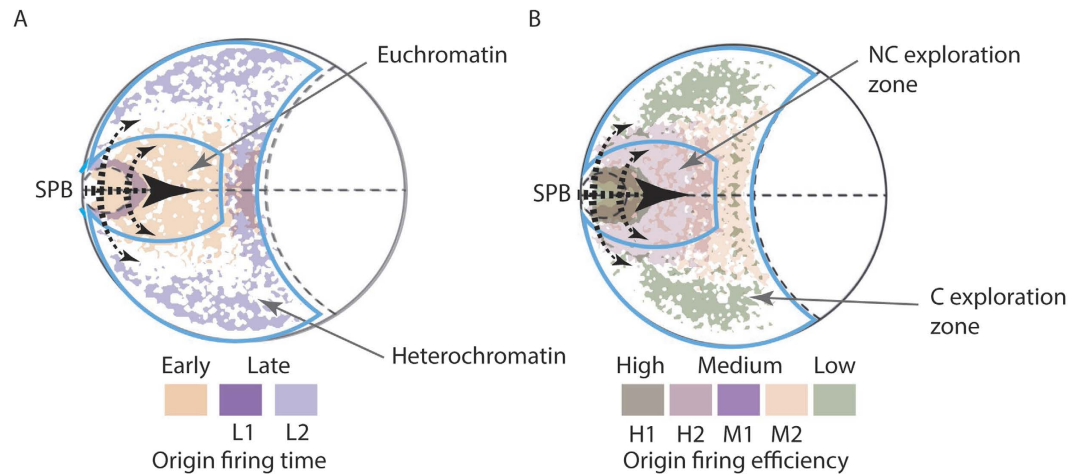 A
Euchromatin
SPB
Heterochromatin
Early Late
L1 L2
Origin firing time
B
NC exploration
zone
SPB
C exploration
zone
High Medium Low
H1 H2 M1 M2
Origin firing efficiency